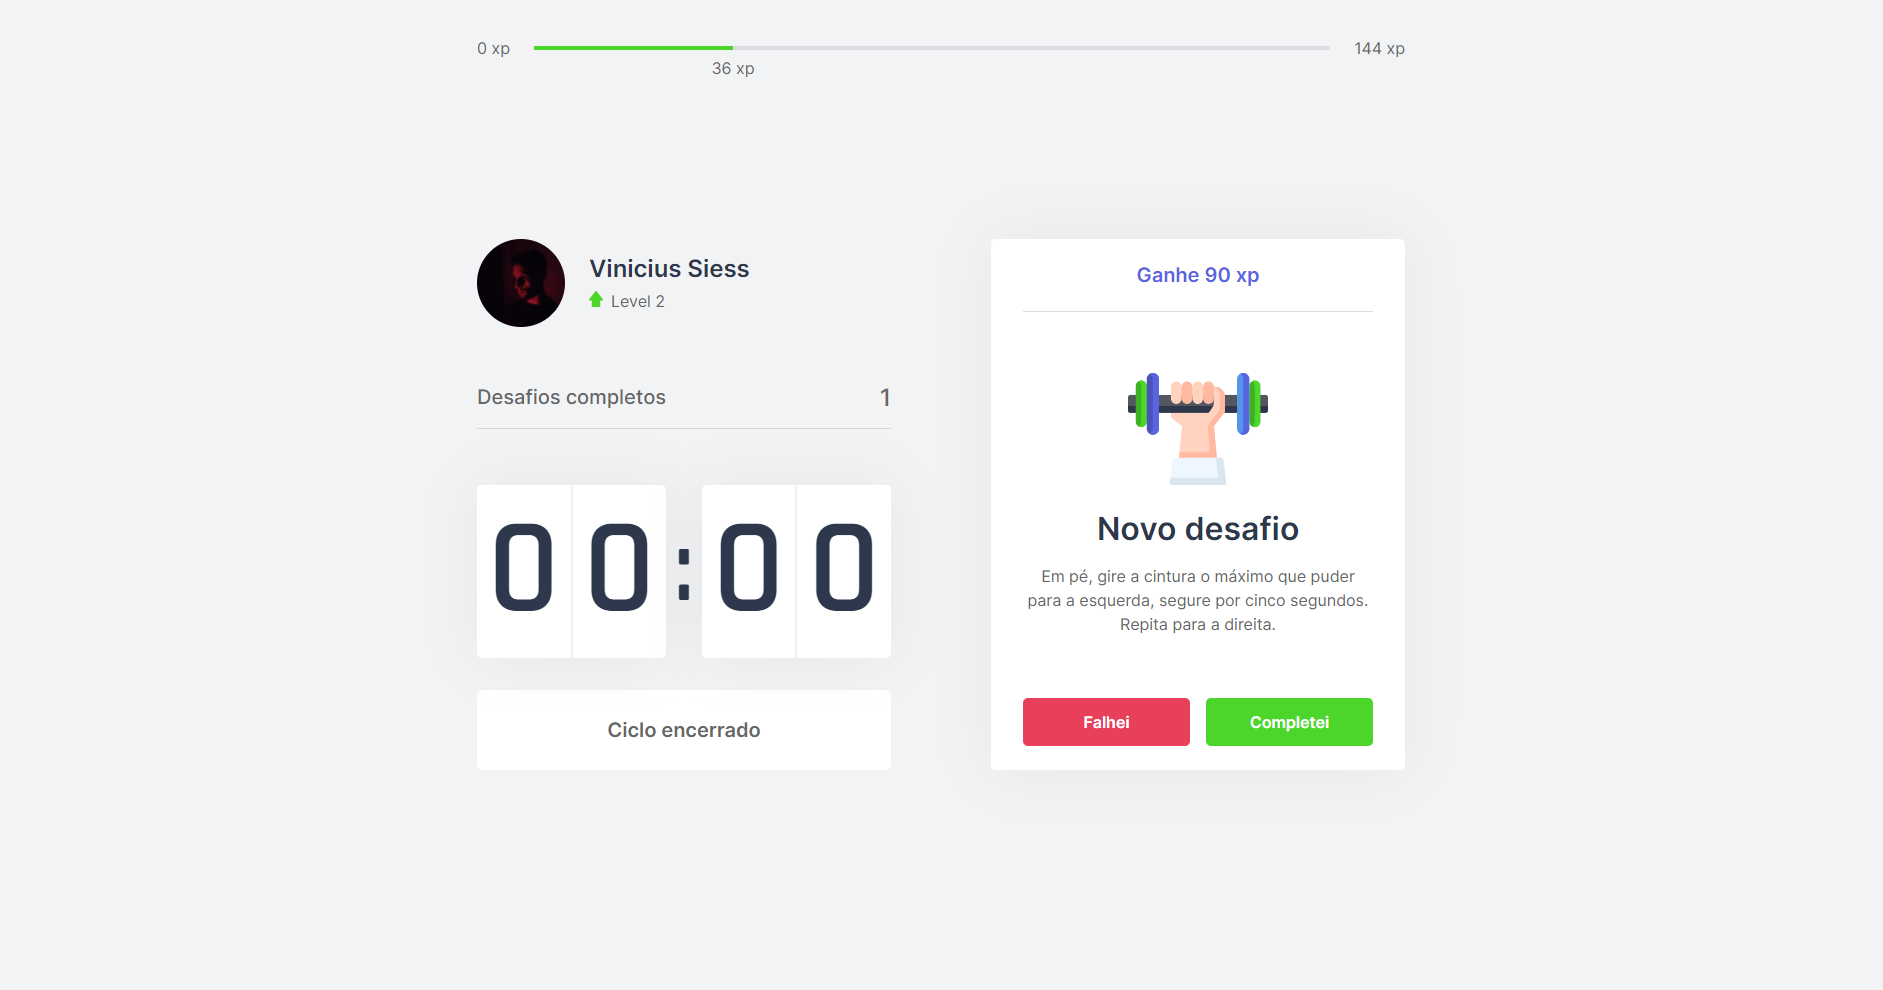 0 xp
144 xp
36 xp
Vinicius Siess
Level 2
Desafios completos
1
00:00
Ciclo encerrado
Ganhe 90 xp
Novo desafio
Em pé, gire a cintura o máximo que puder
para a esquerda, segure por cinco segundos.
Repita para a direita.
Falhei
Completei